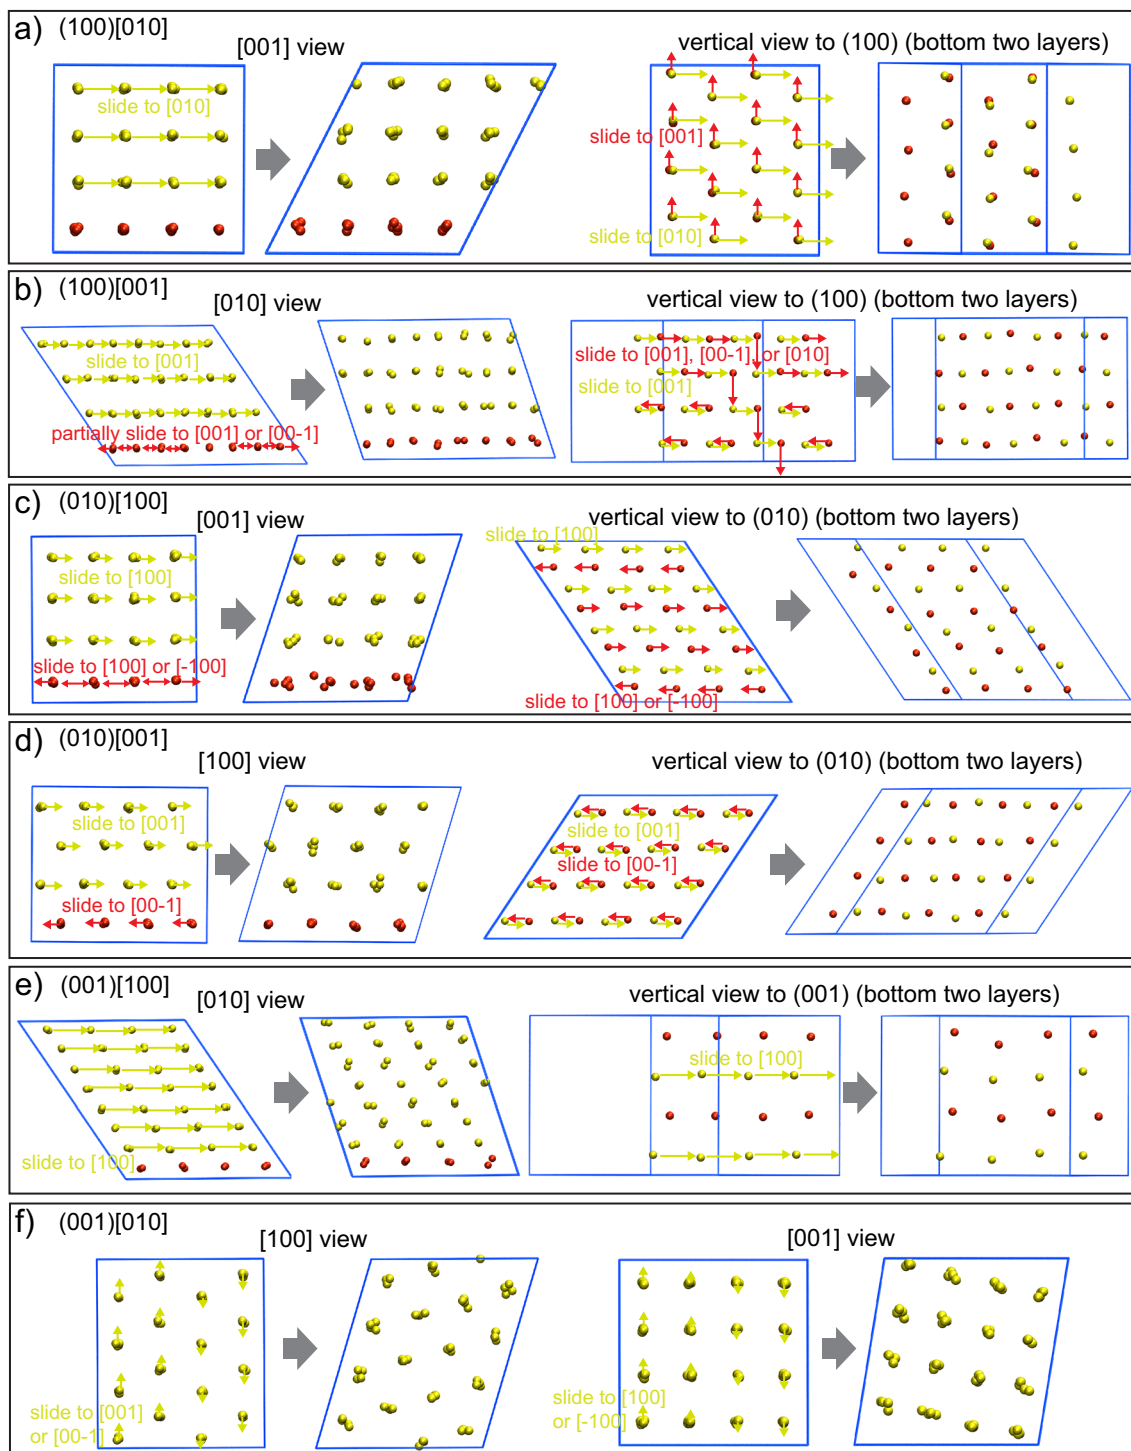 a) (100)[010]
[001] view
vertical view to (100) (bottom two layers)
slide to [010]
slide to [001]
slide to [010]
b) (100)[001]
[010] view
vertical view to (100) (bottom two layers)
slide to [001]
partially slide to [001] or [00-1]
slide to [001], [00-1], or [010]
slide to [001]
c) (010)[100]
[001] view
vertical view to (010) (bottom two layers)
slide to [100]
slide to [100] or [-100]
slide to [100]
slide to [100] or [-100]
d) (010)[001]
[100] view
vertical view to (010) (bottom two layers)
slide to [001]
slide to [00-1]
slide to [001]
slide to [00-1]
e) (001)[100]
[010] view
vertical view to (001) (bottom two layers)
slide to [100]
slide to [100]
f) (001)[010]
[100] view
[001] view
slide to [001]
or [00-1]
slide to [100]
or [-100]